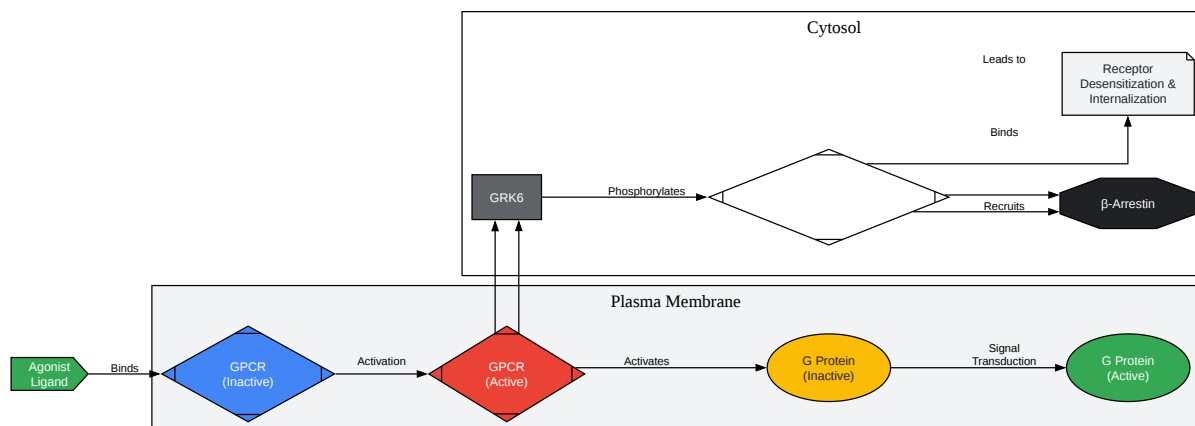 Cytosol
Leads to
Receptor
Desensitization &
Internalization
Binds
GRK6
Phosphorylates
Recruits
β-Arrestin
Plasma Membrane
Agonist
Ligand
Binds
GPCR
(Inactive)
Activation
GPCR
(Active)
Activates
G Protein
(Inactive)
Signal
Transduction
G Protein
(Active)